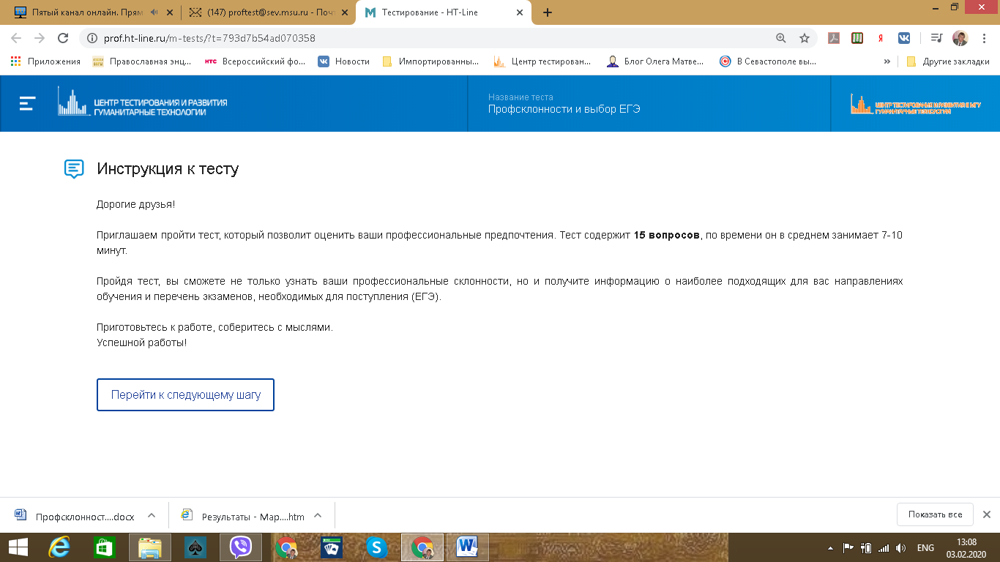 Пятый канал онлайн. Прям
(147) proftest@sev.msu.ru - Почт
Тестирование - HT-Line
prof.ht-line.ru/m-tests/?t=793d7b54ad070358
Приложения
Православная энц...
НТС Всероссийский фо...
Новости
Импортированны...
Центр тестирован...
Блог Олега Матве...
В Севастополе вы...
»
Другие закладки
ЦЕНТР ТЕСТИРОВАНИЯ И РАЗВИТИЯ
ГУМАНИТАРНЫЕ ТЕХНОЛОГИИ
Название теста
Профсклонности и выбор ЕГЭ
ЦЕНТР ТЕСТИРОВАНИЯ И РАЗВИТИЯ В МГУ
ГУМАНИТАРНЫЕ ТЕХНОЛОГИИ
Инструкция к тесту
Дорогие друзья!
Приглашаем пройти тест, который позволит оценить ваши профессиональные предпочтения. Тест содержит 15 вопросов, по времени он в среднем занимает 7-10
минут.
Пройдя тест, вы сможете не только узнать ваши профессиональные склонности, но и получите информацию о наиболее подходящих для вас направлениях
обучения и перечень экзаменов, необходимых для поступления (ЕГЭ).
Приготовьтесь к работе, соберитесь с мыслями.
Успешной работы!
Перейти к следующему шагу
Профсклонност....docx
Результаты - Мар....htm
Показать все
ENG
13:08
03.02.2020